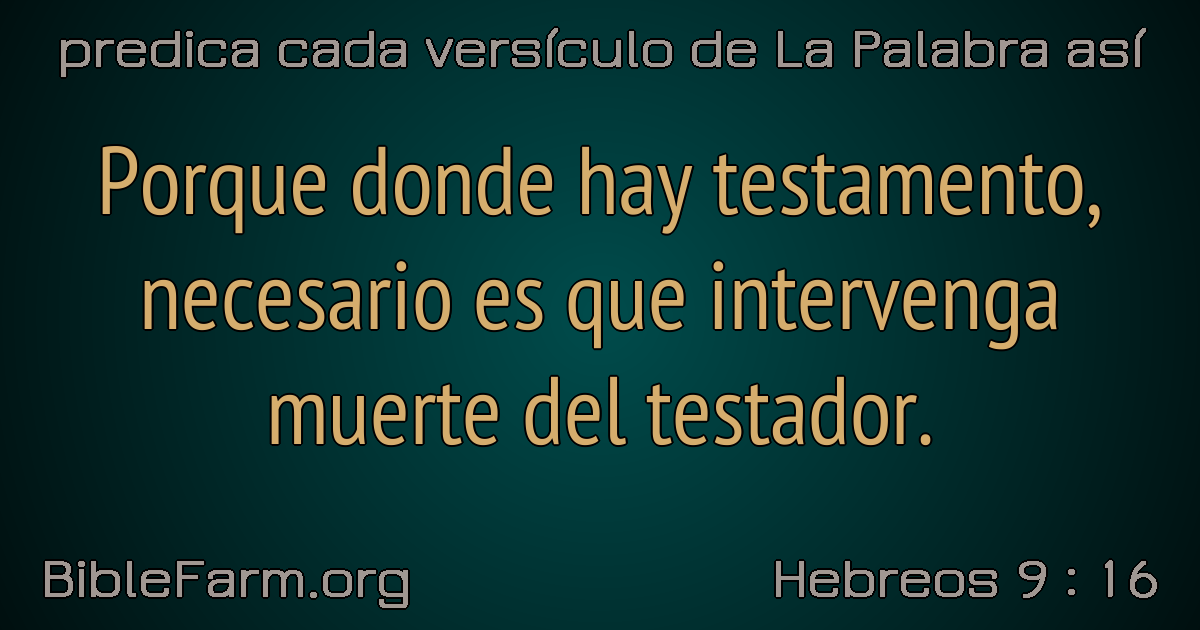 predica cada versículo de La Palabra así
Porque donde hay testamento,
necesario es que intervenga
muerte del testador.
BibleFarm.org
Hebreos 9 : 16